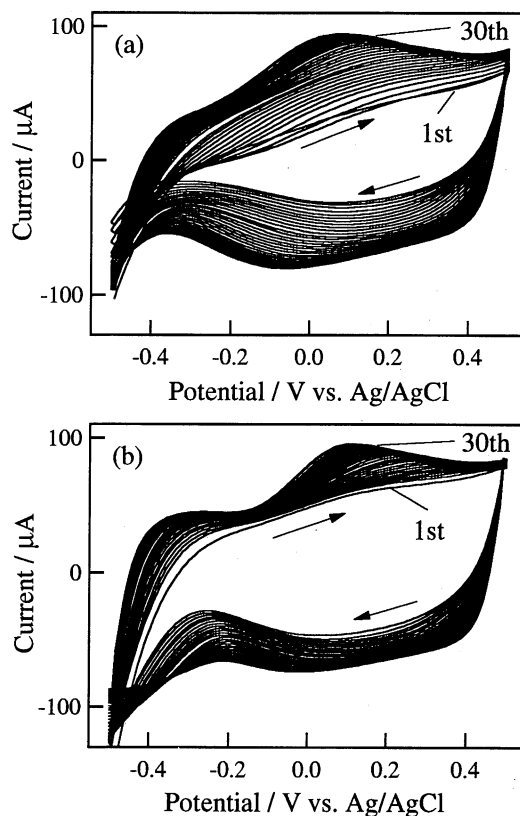 100
(a)
30th
1st
0
-100
Current / µA
-0.4 -0.2 0.0 0.2 0.4
Potential / V vs. Ag/AgCl
100
(b)
30th
1st
0
-100
Current / µA
-0.4 -0.2 0.0 0.2 0.4
Potential / V vs. Ag/AgCl